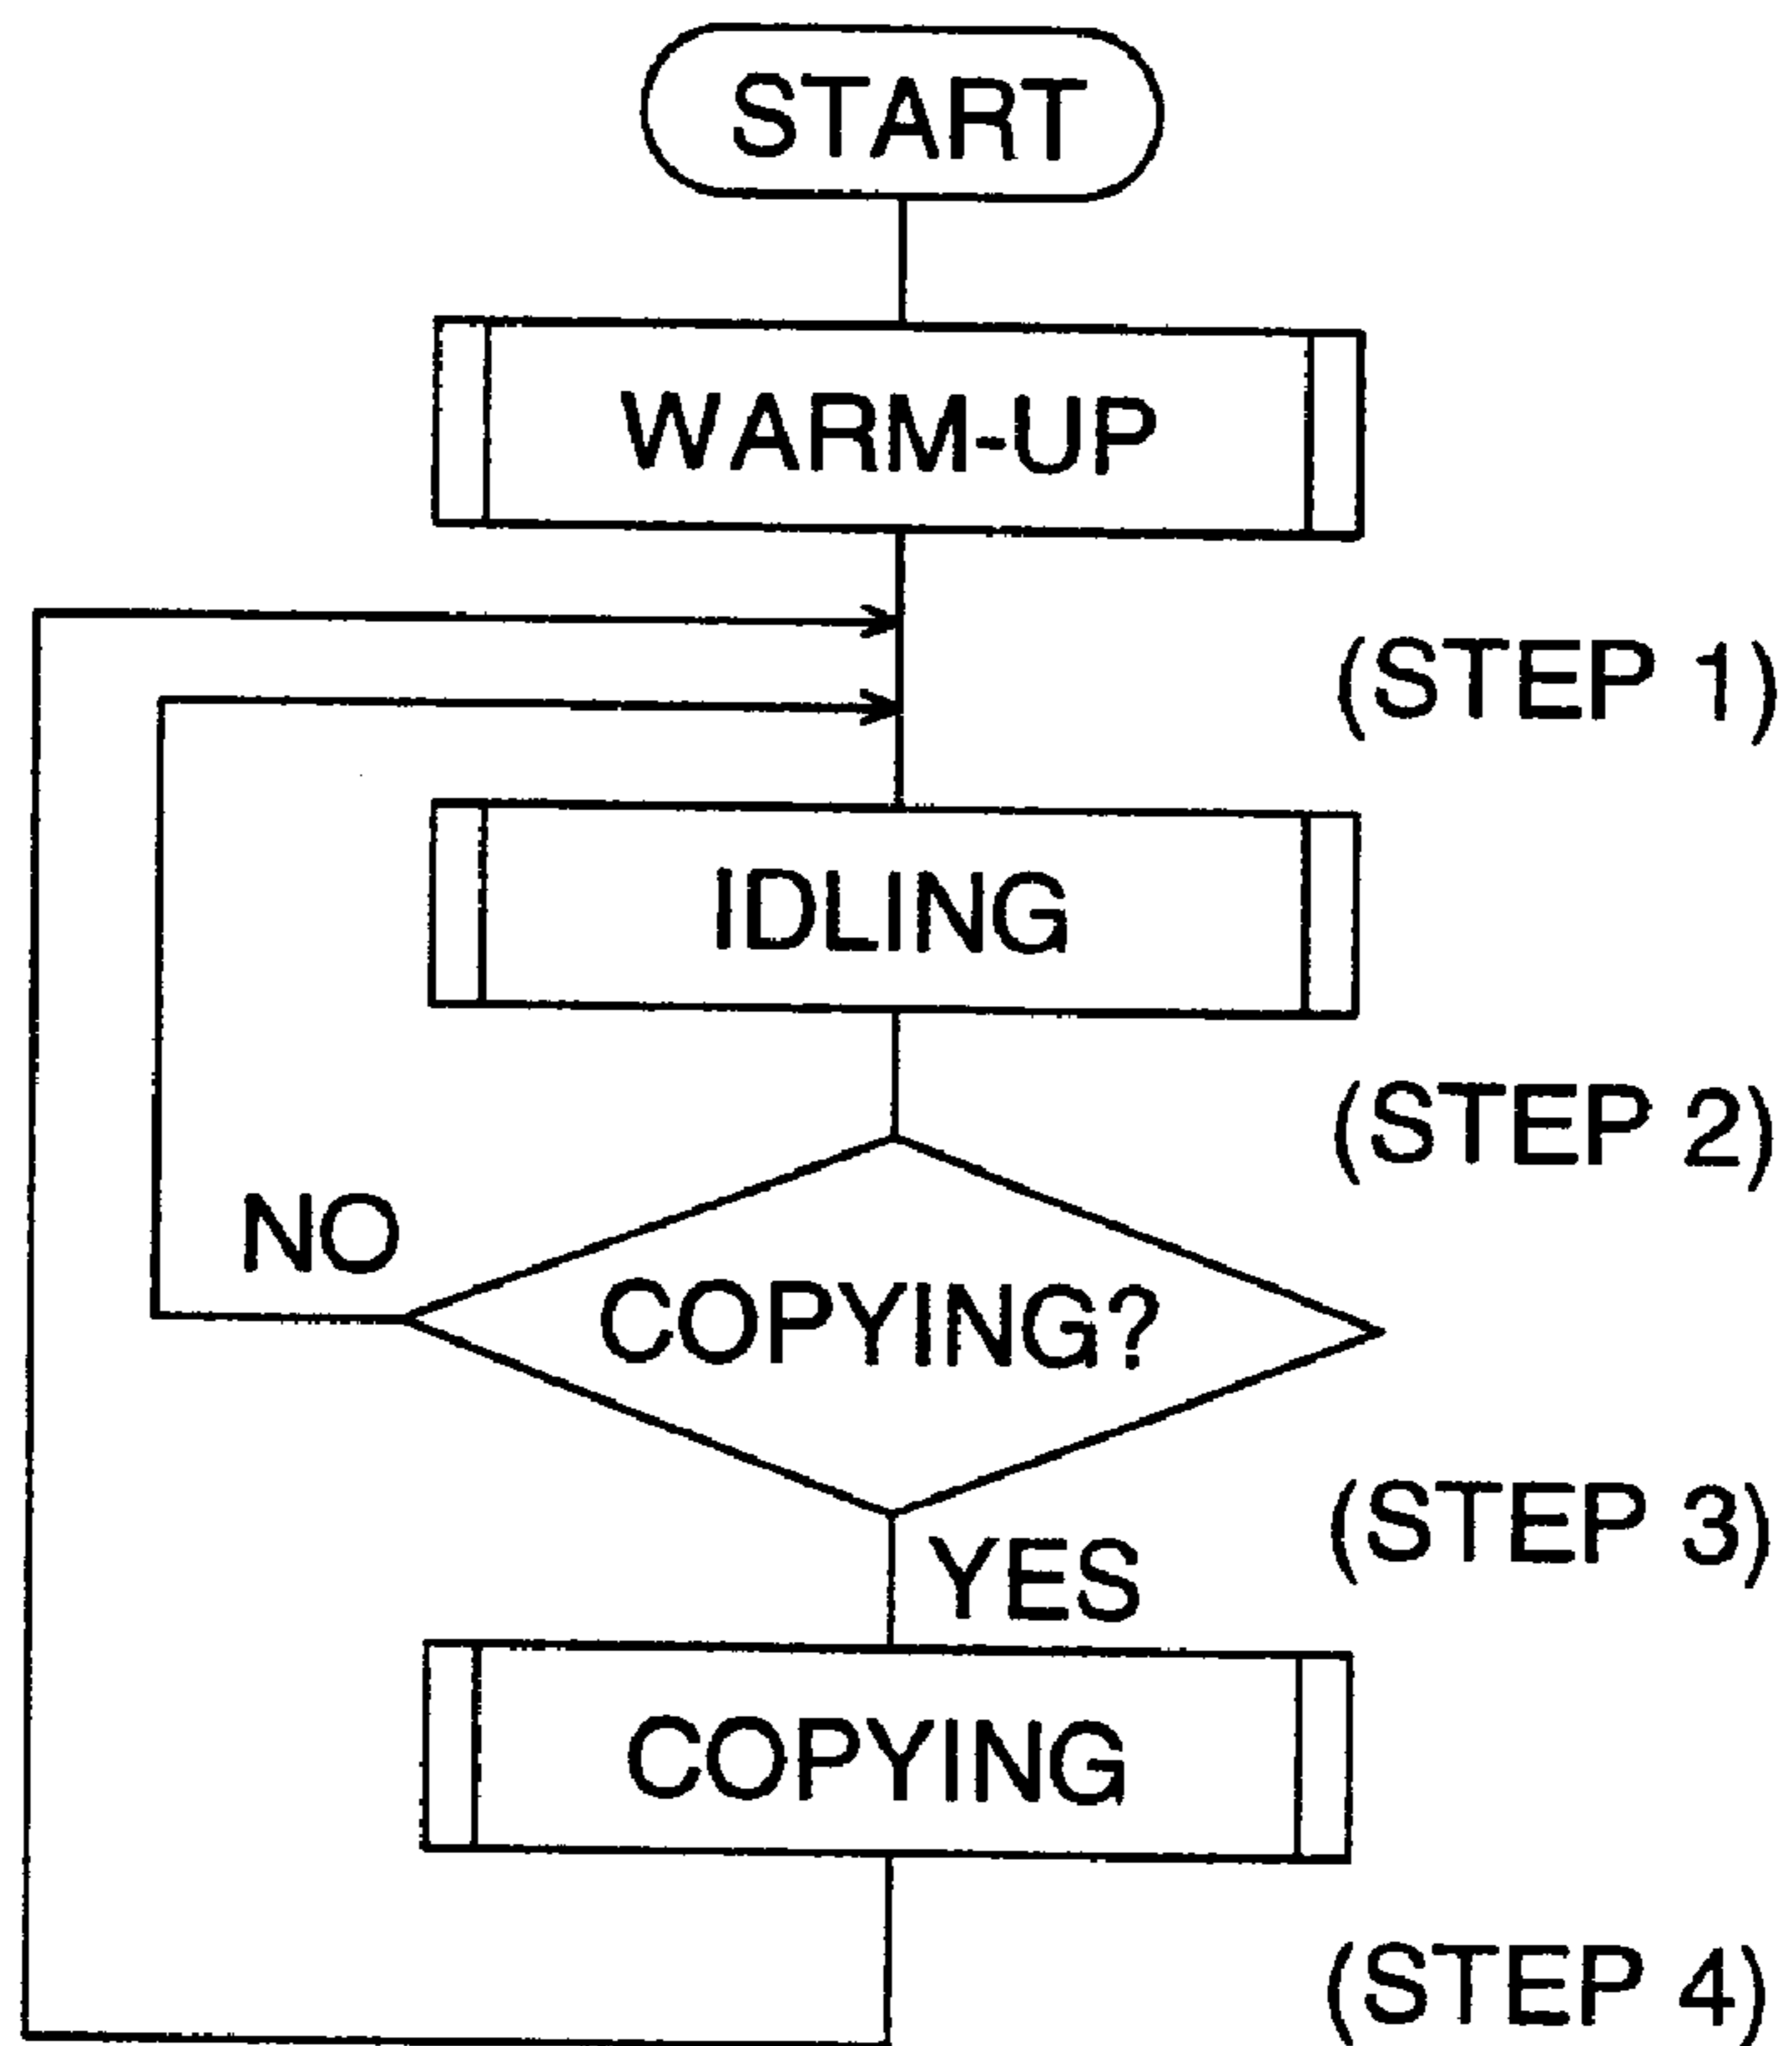 START
WARM-UP
(STEP 1)
IDLING
(STEP 2)
NO
COPYING?
(STEP 3)
YES
COPYING
(STEP 4)